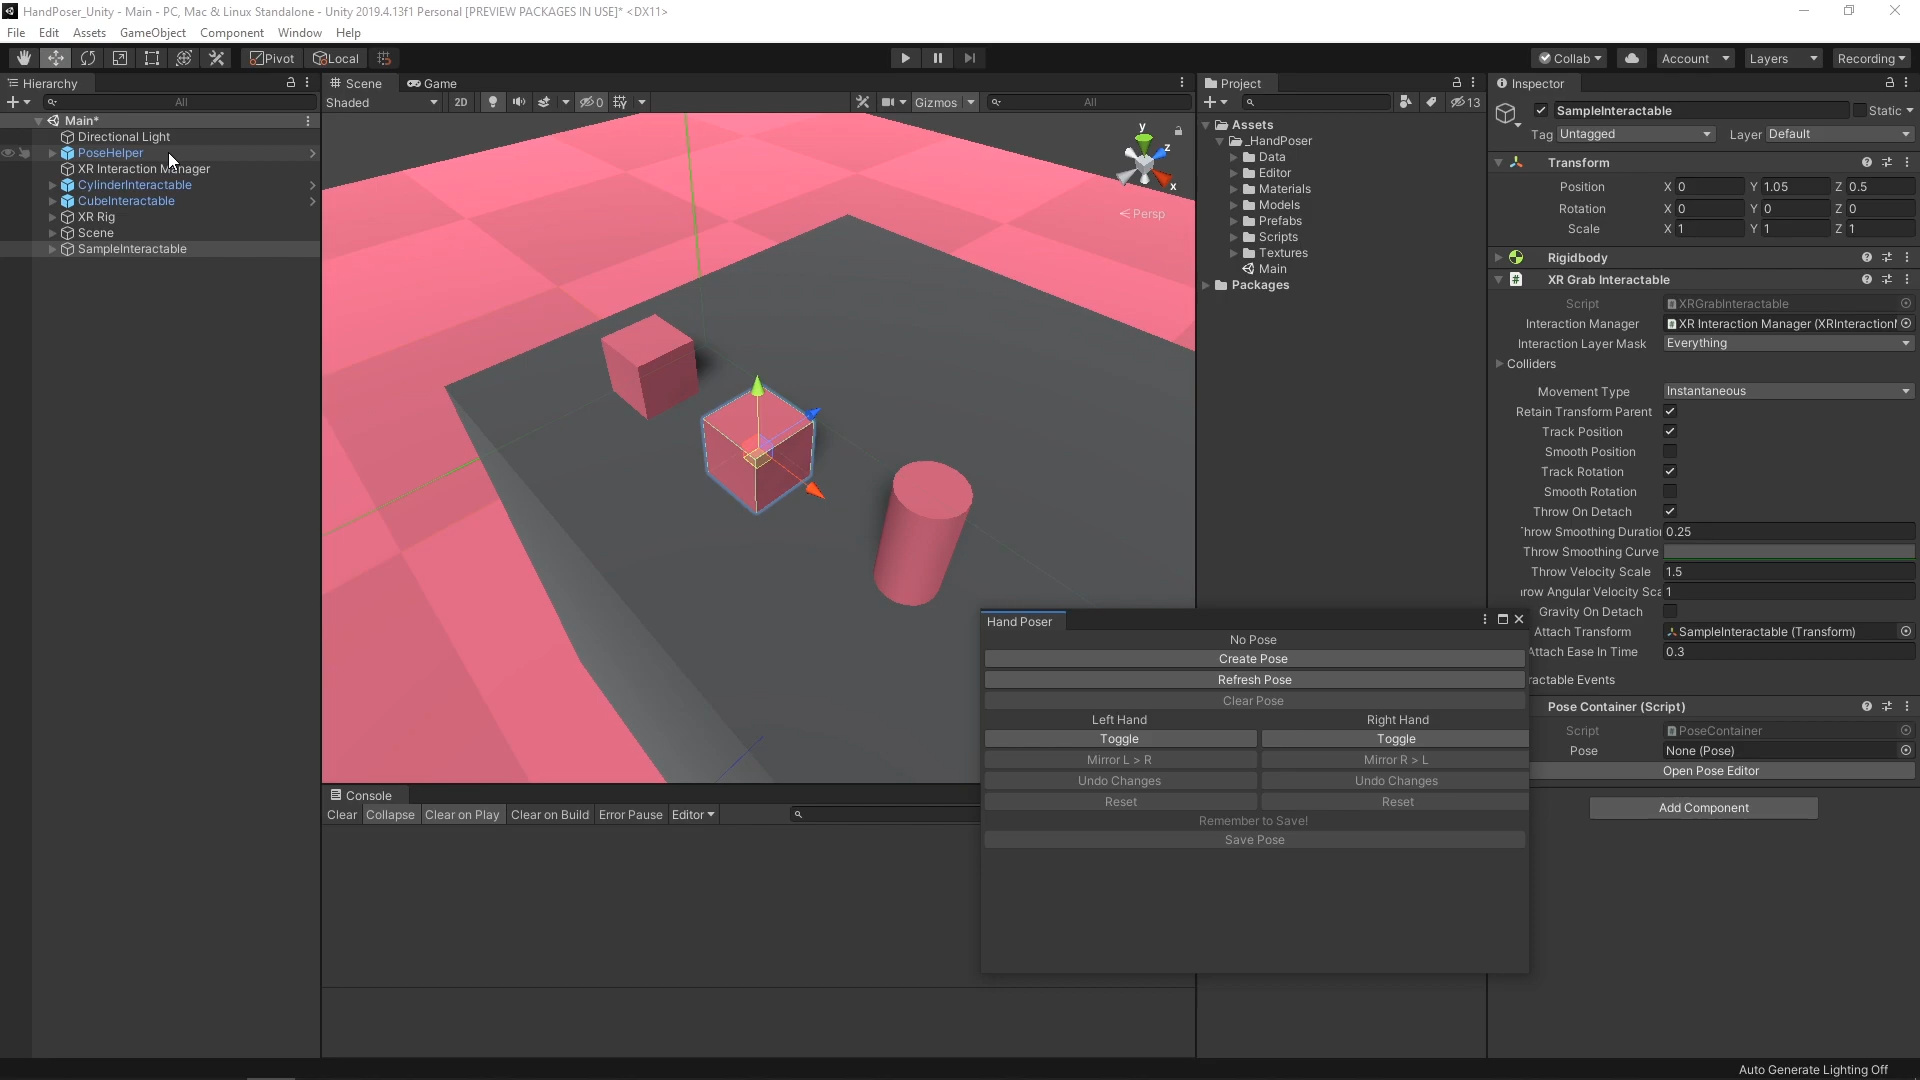 HandPoser_Unity - Main - PC, Mac & Linux Standalone - Unity 2019.4.13f1 Personal [PREVIEW PACKAGES IN USE]* <DX11>
File Edit Assets GameObject Component Window Help
Pivot Local Collab Account Layers Recording
Hierarchy
All
Main*
Directional Light
PoseHelper
XR Interaction Manager
CylinderInteractable
CubeInteractable
XR Rig
Scene
SampleInteractable
Scene Game
Shaded 2D 0 Gizmos All
y
z
x
Persp
Console
Clear Collapse Clear on Play Clear on Build Error Pause Editor
Project
13
Assets
_HandPoser
Data
Editor
Materials
Models
Prefabs
Scripts
Textures
Main
Packages
Hand Poser
No Pose
Create Pose
Refresh Pose
Clear Pose
Left Hand Right Hand
Toggle Toggle
Mirror L > R Mirror R > L
Undo Changes Undo Changes
Reset Reset
Remember to Save!
Save Pose
Inspector
SampleInteractable Static
Tag Untagged Layer Default
Transform
Position X 0 Y 1.05 Z 0.5
Rotation X 0 Y 0 Z 0
Scale X 1 Y 1 Z 1
Rigidbody
# XR Grab Interactable
Script XRGrabInteractable
Interaction Manager XR Interaction Manager (XRInteractionM
Interaction Layer Mask Everything
Colliders
Movement Type Instantaneous
Retain Transform Parent
Track Position
Smooth Position
Track Rotation
Smooth Rotation
Throw On Detach
Throw Smoothing Duration 0.25
Throw Smoothing Curve
Throw Velocity Scale 1.5
row Angular Velocity Sca 1
Gravity On Detach
Attach Transform SampleInteractable (Transform)
Attach Ease In Time 0.3
ractable Events
Pose Container (Script)
Script PoseContainer
Pose None (Pose)
Open Pose Editor
Add Component
Auto Generate Lighting Off